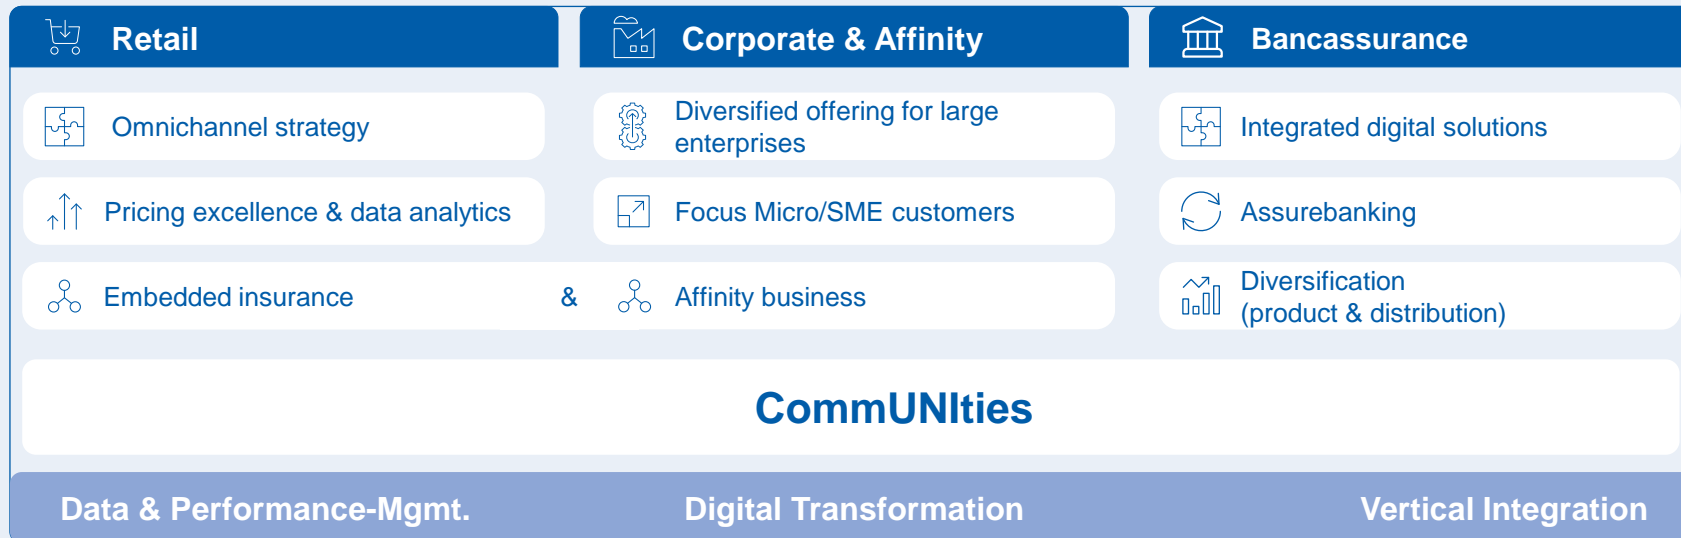 Retail
Corporate & Affinity
Bancassurance
Omnichannel strategy
Diversified offering for large
enterprises
Integrated digital solutions
Pricing excellence & data analytics
Focus Micro/SME customers
Assurebanking
Embedded insurance
&
Affinity business
Diversification
(product & distribution)
CommUNIties
Data & Performance-Mgmt.
Digital Transformation
Vertical Integration